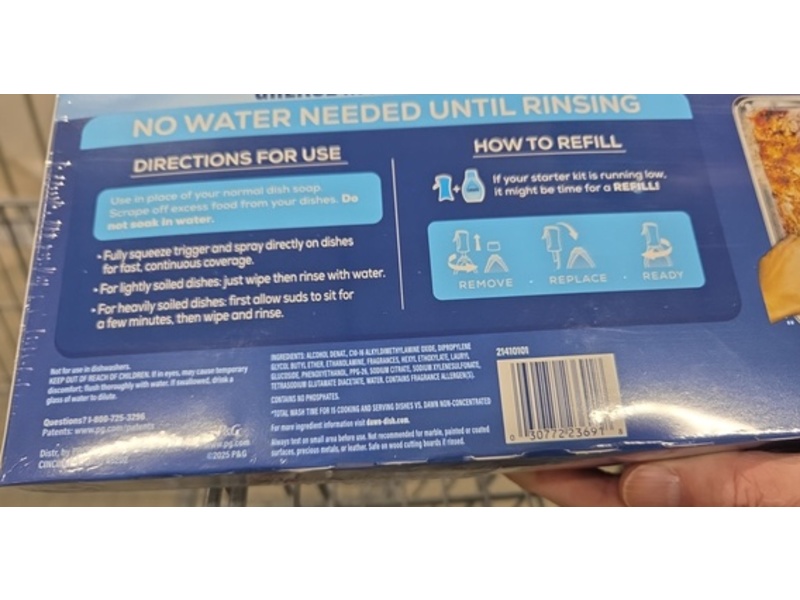 NO WATER NEEDED UNTIL RINSING
DIRECTIONS FOR USE
Use in place of your normal dish soap.
Scrape off excess food from your dishes. Do
not soak in water.
• Fully squeeze trigger and spray directly on dishes
for fast, continuous coverage.
• For lightly soiled dishes: just wipe then rinse with water.
• For heavily soiled dishes: first allow suds to sit for
a few minutes, then wipe and rinse.
HOW TO REFILL
If your starter kit is running low,
it might be time for a REFILL!
REMOVE · REPLACE · READY
Not for use in dishwashers.
KEEP OUT OF REACH OF CHILDREN. If in eyes, may cause temporary
discomfort; flush thoroughly with water. If swallowed, drink a
glass of water to dilute.
Questions? 1-800-725-3296
Patents: www.pg.com/patents
Distr. by
www.pg.com
©2025 P&G
INGREDIENTS: ALCOHOL DENAT., C10-16 ALKYLDIMETHYLAMINE OXIDE, DIPROPYLENE
GLYCOL BUTYL ETHER, ETHANOLAMINE, FRAGRANCES, HEXYL ETHOXYLATE, LAURYL
GLUCOSIDE, PHENOXYETHANOL, PPG-26, SODIUM CITRATE, SODIUM XYLENESULFONATE,
TETRASODIUM GLUTAMATE DIACETATE, WATER. CONTAINS FRAGRANCE ALLERGEN(S).
CONTAINS NO PHOSPHATES.
*TOTAL WASH TIME FOR 15 COOKING AND SERVING DISHES VS. DAWN NON-CONCENTRATED
For more ingredient information visit dawn-dish.com.
Always test on small area before use. Not recommended for marble, painted or coated
surfaces, precious metals, or leather. Safe on wood cutting boards if rinsed.
21410101
0 30772 23691 8